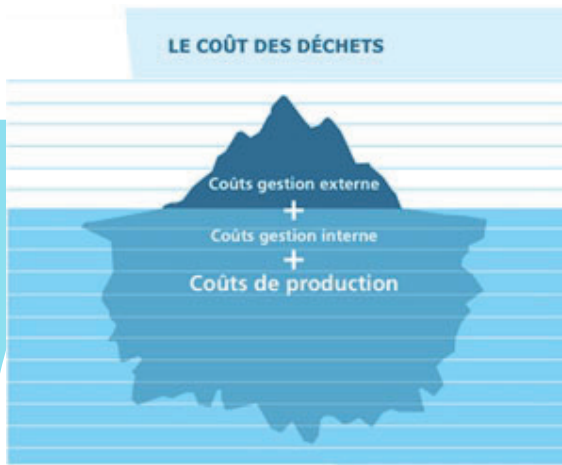 LE COÛT DES DÉCHETS
Coûts gestion externe
+
Coûts gestion interne
+
Coûts de production